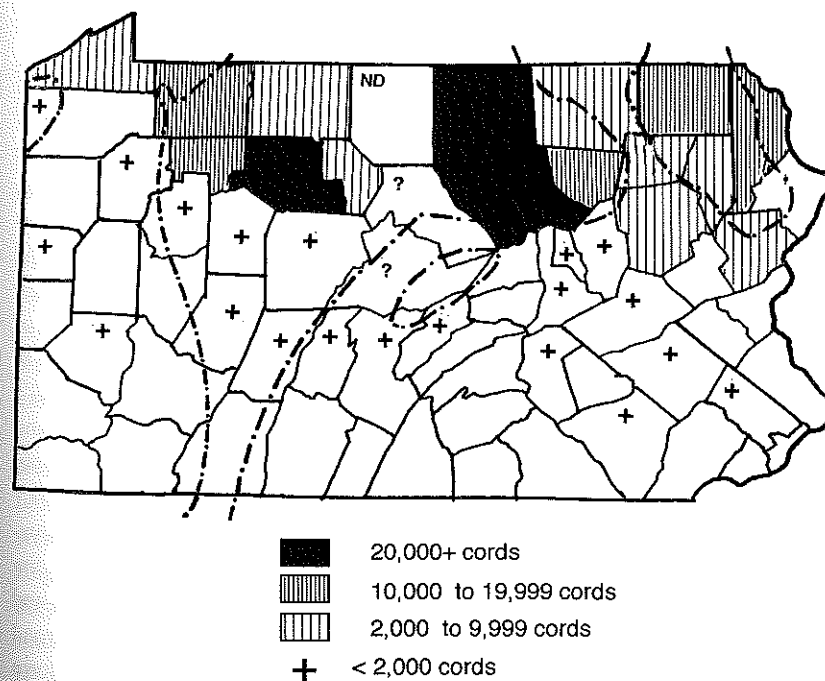 ND
?
?
20,000+ cords
10,000 to 19,999 cords
2,000 to 9,999 cords
+ < 2,000 cords